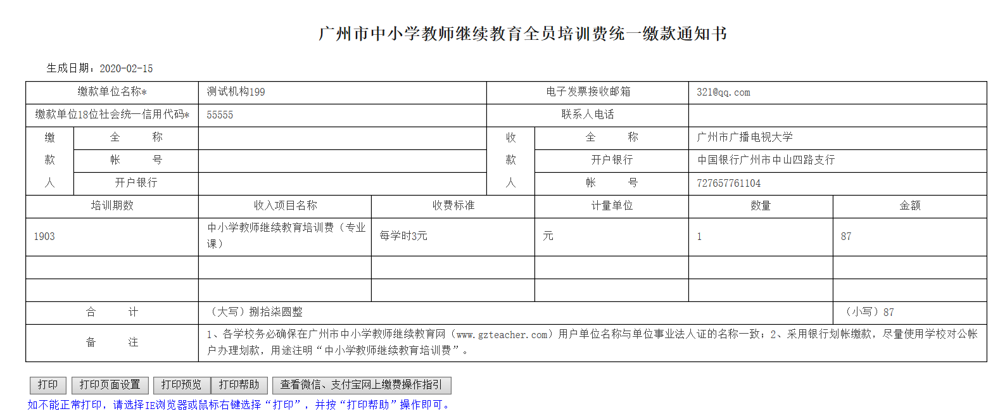 广州市中小学教师继续教育全员培训费统一缴款通知书
生成日期：2020-02-15
缴款单位名称* 测试机构199 电子发票接收邮箱 321@qq.com
缴款单位18位社会统一信用代码* 55555 联系人电话
缴 全 称 收 全 称 广州市广播电视大学
款 帐 号 款 开户银行 中国银行广州市中山四路支行
人 开户银行 人 帐 号 727657761104
培训期数 收入项目名称 收费标准 计量单位 数量 金额
1903 中小学教师继续教育培训费（专业课） 每学时3元 元 1 87
合 计 （大写）捌拾柒圆整 （小写）87
备 注 1、各学校务必确保在广州市中小学教师继续教育网（www.gzteacher.com）用户单位名称与单位事业法人证的名称一致；2、采用银行划帐缴款，尽量使用学校对公帐
户办理划款，用途注明“中小学教师继续教育培训费”。
打印 打印页面设置 打印预览 打印帮助 查看微信、支付宝网上缴费操作指引
如不能正常打印，请选择IE浏览器或鼠标右键选择“打印”，并按“打印帮助”操作即可。